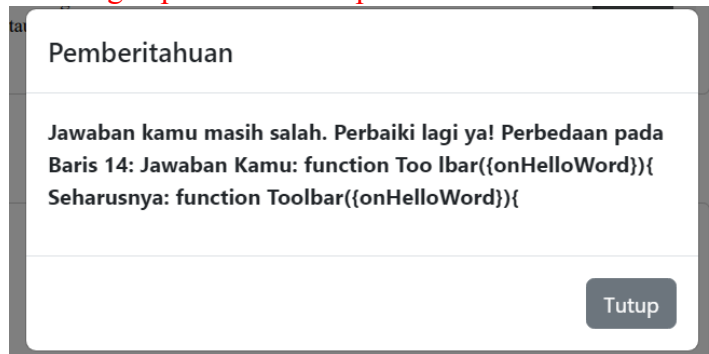 Pemberitahuan
Jawaban kamu masih salah. Perbaiki lagi ya! Perbedaan pada
Baris 14: Jawaban Kamu: function Too lbar({onHelloWord}){
Seharusnya: function Toolbar({onHelloWord}){
Tutup